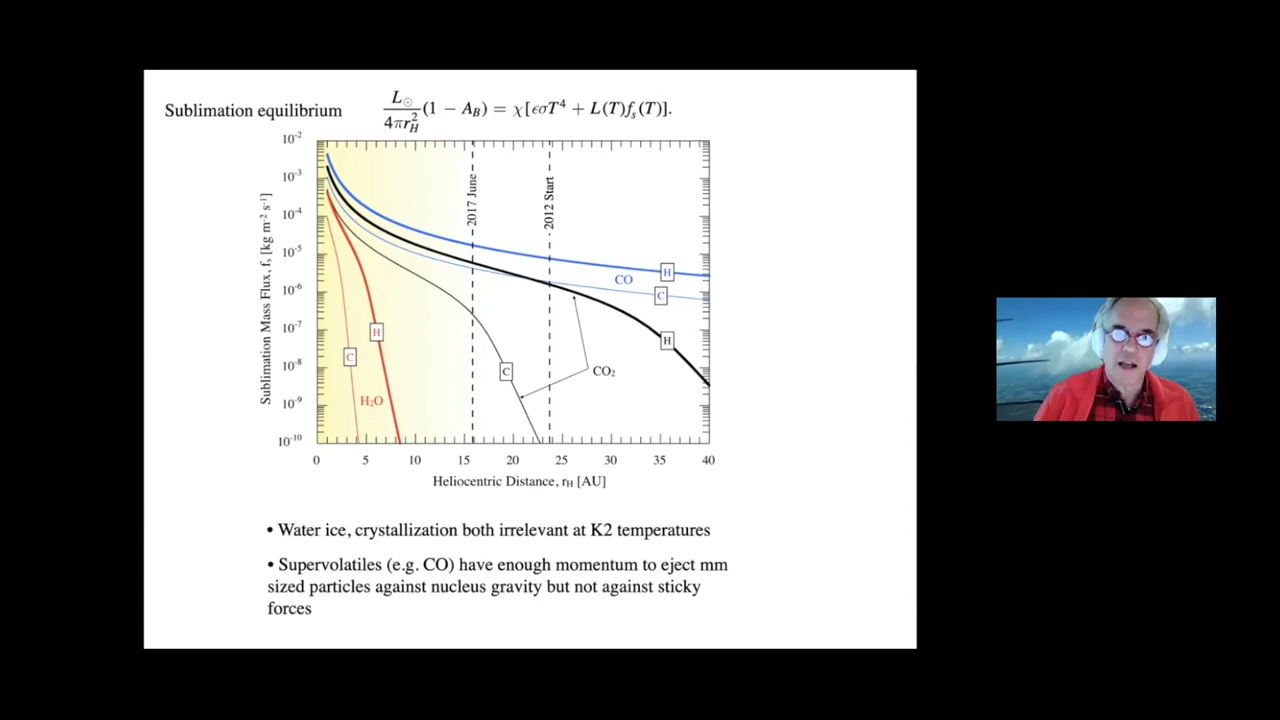 Sublimation equilibrium
L☉ / 4πr_H² (1 − A_B) = χ[εσT⁴ + L(T)f_s(T)].
10⁻²
10⁻³
10⁻⁴
10⁻⁵
10⁻⁶
10⁻⁷
10⁻⁸
10⁻⁹
10⁻¹⁰
Sublimation Mass Flux, fₛ [kg m⁻² s⁻¹]
2017 June
2012 Start
H
CO
C
H
H
C
C
CO₂
H₂O
0 5 10 15 20 25 30 35 40
Heliocentric Distance, r_H [AU]
• Water ice, crystallization both irrelevant at K2 temperatures
• Supervolatiles (e.g. CO) have enough momentum to eject mm
sized particles against nucleus gravity but not against sticky
forces